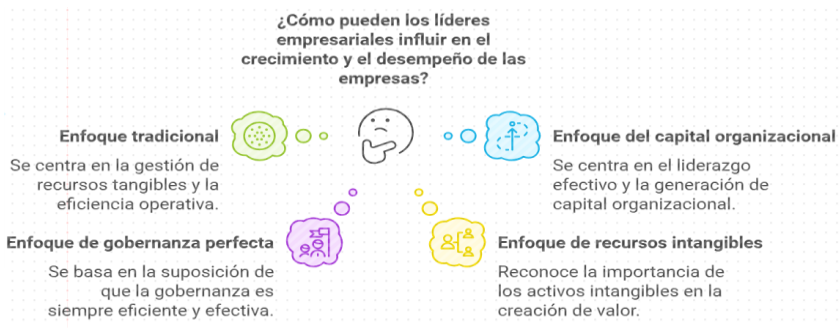 ¿Cómo pueden los líderes
empresariales influir en el
crecimiento y el desempeño de las
empresas?
Enfoque tradicional
Se centra en la gestión de
recursos tangibles y la
eficiencia operativa.
Enfoque del capital organizacional
Se centra en el liderazgo
efectivo y la generación de
capital organizacional.
Enfoque de gobernanza perfecta
Se basa en la suposición de
que la gobernanza es
siempre eficiente y efectiva.
Enfoque de recursos intangibles
Reconoce la importancia de
los activos intangibles en la
creación de valor.